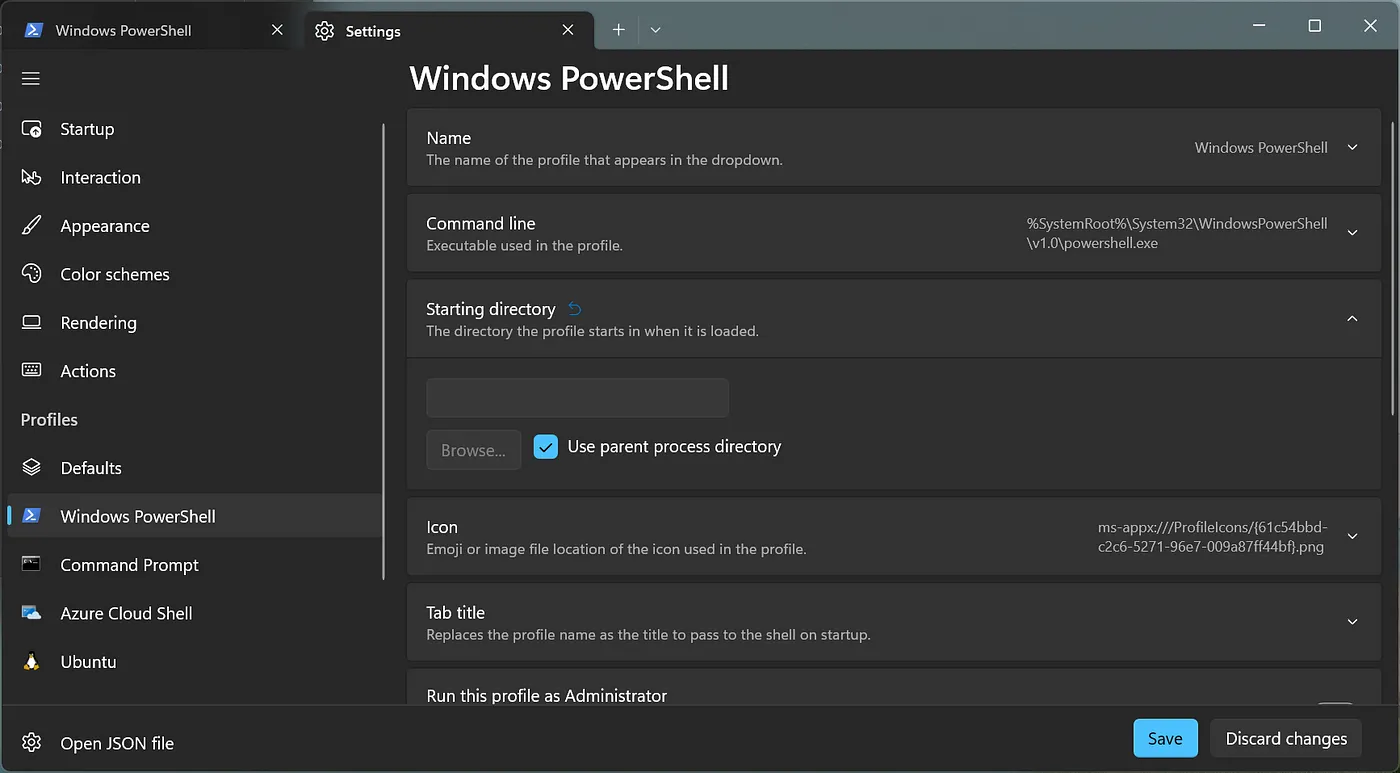 Windows PowerShell
Settings
Windows PowerShell
Startup
Interaction
Appearance
Color schemes
Rendering
Actions
Profiles
Defaults
Windows PowerShell
Command Prompt
Azure Cloud Shell
Ubuntu
Open JSON file
Name
The name of the profile that appears in the dropdown.
Windows PowerShell
Command line
Executable used in the profile.
%SystemRoot%\System32\WindowsPowerShell
\v1.0\powershell.exe
Starting directory
The directory the profile starts in when it is loaded.
Browse...
Use parent process directory
Icon
Emoji or image file location of the icon used in the profile.
ms-appx:///ProfileIcons/{61c54bbd-
c2c6-5271-96e7-009a87ff44bf}.png
Tab title
Replaces the profile name as the title to pass to the shell on startup.
Run this profile as Administrator
Save
Discard changes